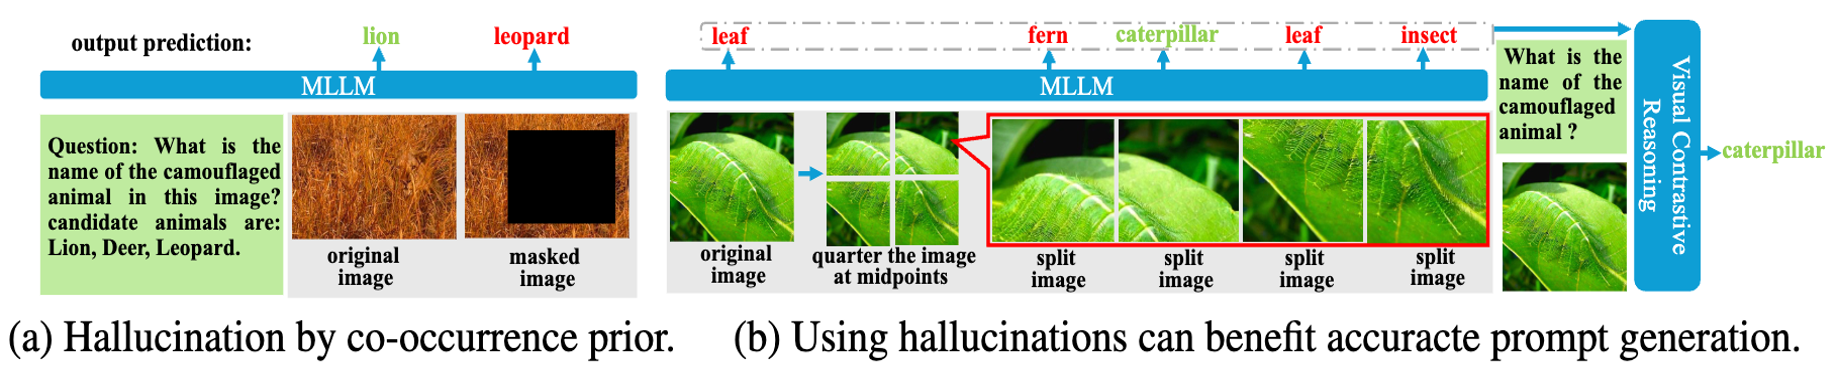 output prediction:
lion
leopard
MLLM
Question: What is the
name of the camouflaged
animal in this image?
candidate animals are:
Lion, Deer, Leopard.
original
image
masked
image
(a) Hallucination by co-occurrence prior.
leaf
fern
caterpillar
leaf
insect
MLLM
original
image
quarter the image
at midpoints
split
image
split
image
split
image
split
image
What is the
name of the
camouflaged
animal ?
Visual Contrastive
Reasoning
caterpillar
(b) Using hallucinations can benefit accuracte prompt generation.